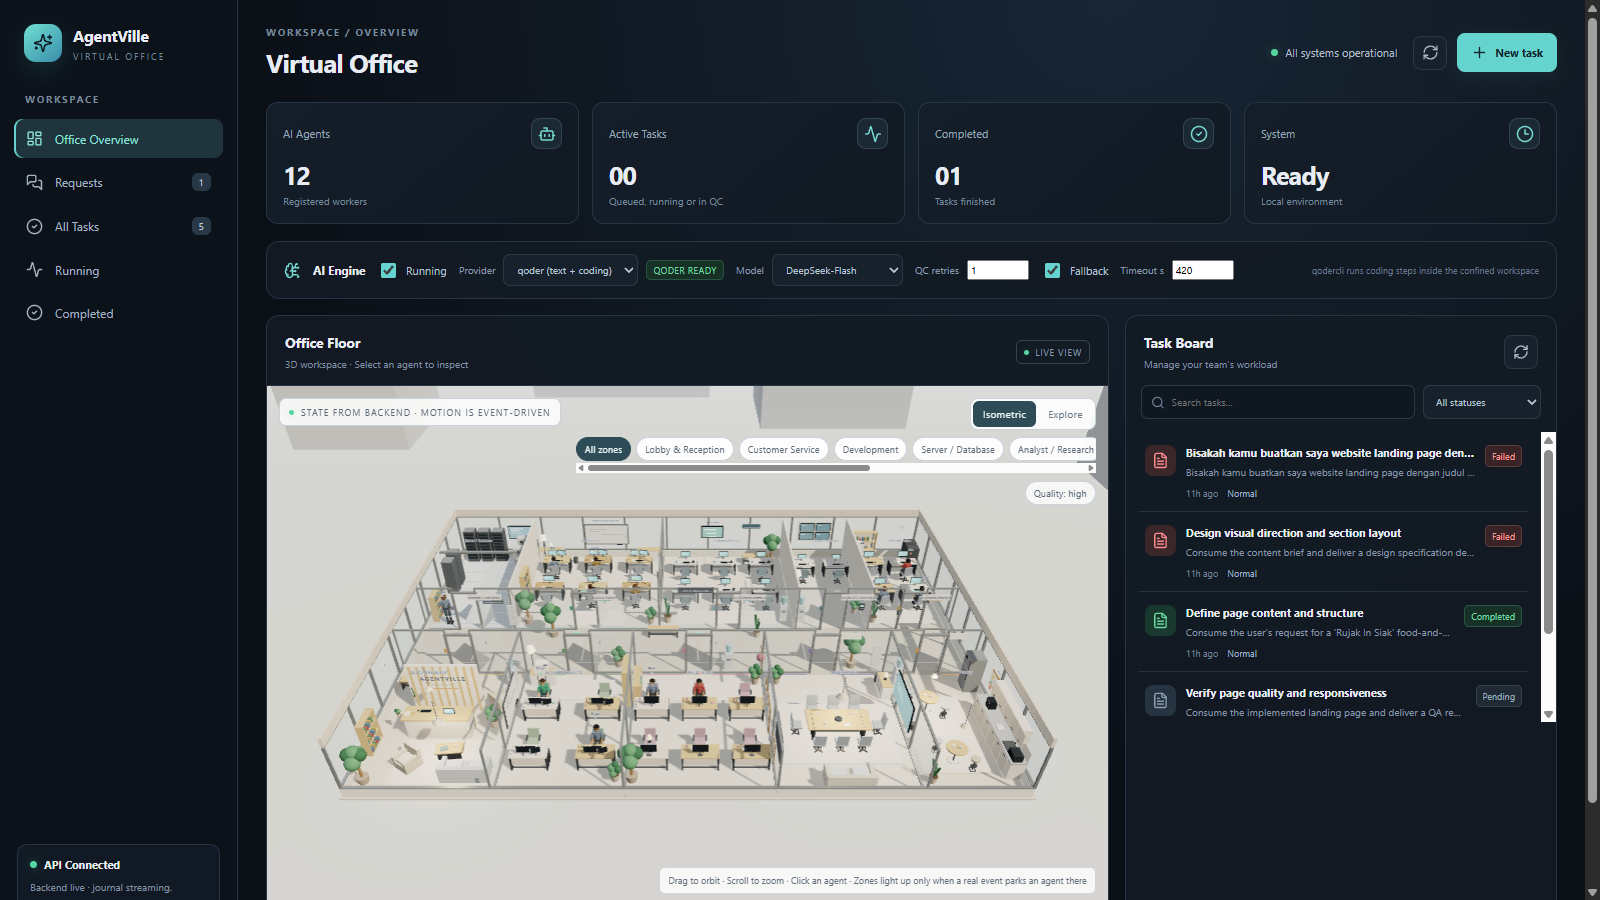 AgentVille
VIRTUAL OFFICE
WORKSPACE
Office Overview
Requests 1
All Tasks 5
Running
Completed
API Connected
Backend live · journal streaming.
WORKSPACE / OVERVIEW
Virtual Office
All systems operational
New task
AI Agents
12
Registered workers
Active Tasks
00
Queued, running or in QC
Completed
01
Tasks finished
System
Ready
Local environment
AI Engine Running Provider qoder (text + coding) QODER READY Model DeepSeek-Flash QC retries 1 Fallback Timeout s 420 qodercli runs coding steps inside the confined workspace
Office Floor
3D workspace · Select an agent to inspect
LIVE VIEW
STATE FROM BACKEND · MOTION IS EVENT-DRIVEN
Isometric Explore
All zones Lobby & Reception Customer Service Development Server / Database Analyst / Research
Quality: high
AGENTVILLE
Drag to orbit · Scroll to zoom · Click an agent · Zones light up only when a real event parks an agent there
Task Board
Manage your team's workload
Search tasks...
All statuses
Bisakah kamu buatkan saya website landing page den... Failed
Bisakah kamu buatkan saya website landing page dengan judul ...
11h ago Normal
Design visual direction and section layout Failed
Consume the content brief and deliver a design specification de...
11h ago Normal
Define page content and structure Completed
Consume the user's request for a 'Rujak In Siak' food-and-...
11h ago Normal
Verify page quality and responsiveness Pending
Consume the implemented landing page and deliver a QA re...